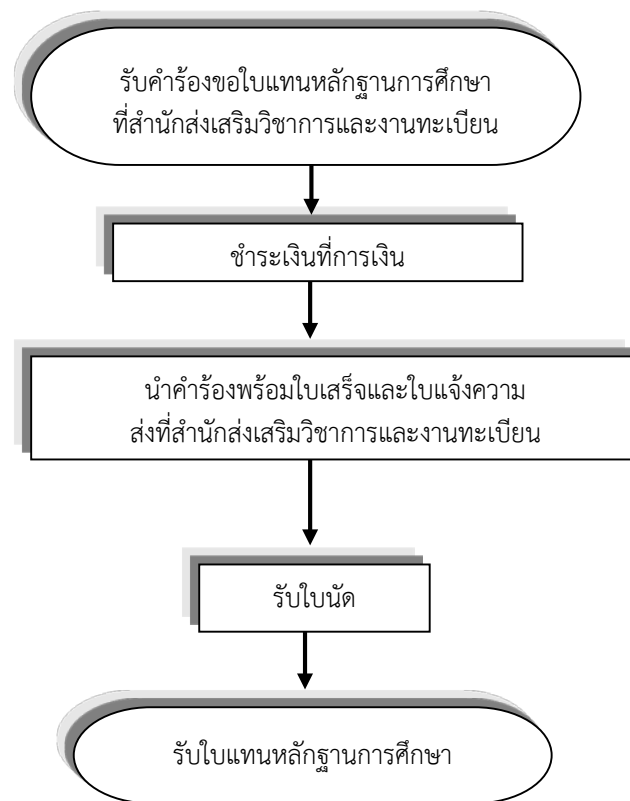 รับคำร้องขอใบแทนหลักฐานการศึกษา
ที่สำนักส่งเสริมวิชาการและงานทะเบียน
ชำระเงินที่การเงิน
นำคำร้องพร้อมใบเสร็จและใบแจ้งความ
ส่งที่สำนักส่งเสริมวิชาการและงานทะเบียน
รับใบนัด
รับใบแทนหลักฐานการศึกษา